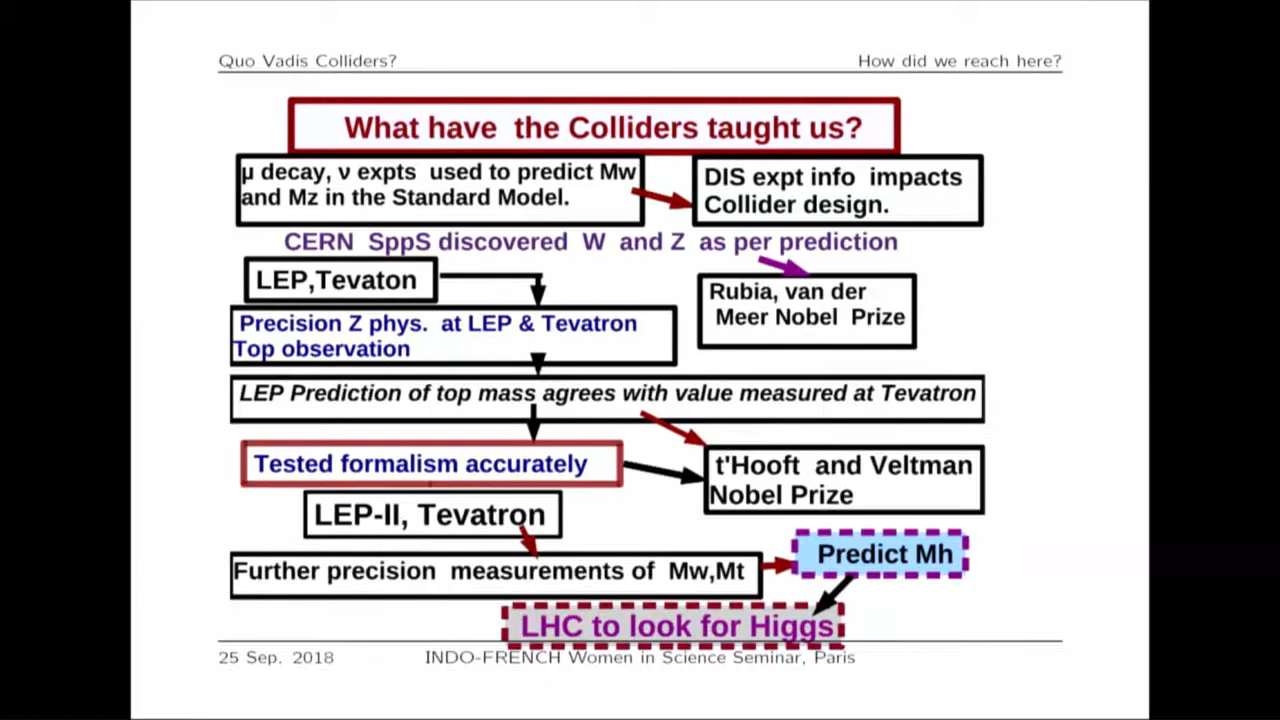 Quo Vadis Colliders?
How did we reach here?
What have the Colliders taught us?
μ decay, ν expts used to predict Mw
and Mz in the Standard Model.
DIS expt info impacts
Collider design.
CERN SppS discovered W and Z as per prediction
LEP,Tevaton
Rubia, van der
Meer Nobel Prize
Precision Z phys. at LEP & Tevatron
Top observation
LEP Prediction of top mass agrees with value measured at Tevatron
Tested formalism accurately
t'Hooft and Veltman
Nobel Prize
LEP-II, Tevatron
Predict Mh
Further precision measurements of Mw,Mt
LHC to look for Higgs
25 Sep. 2018
INDO-FRENCH Women in Science Seminar, Paris